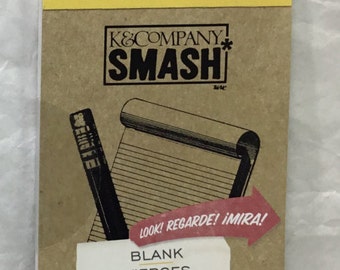 K&COMPANY
SMASH*
LOOK! REGARDE! ¡MIRA!
BLANK